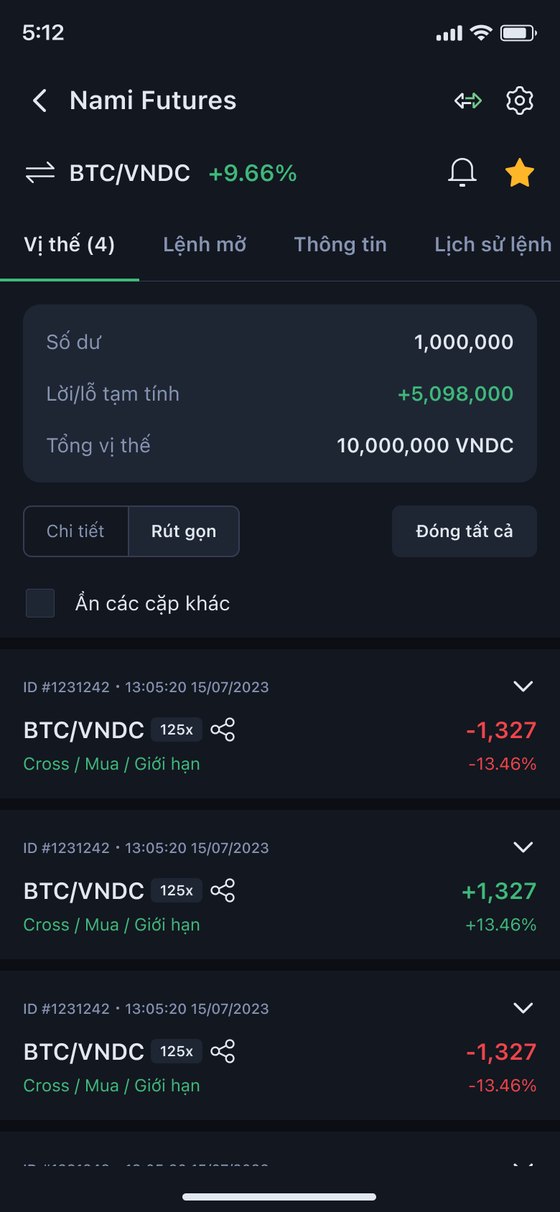 5:12
Nami Futures
BTC/VNDC +9.66%
Vị thế (4) Lệnh mở Thông tin Lịch sử lệnh
Số dư 1,000,000
Lời/lỗ tạm tính +5,098,000
Tổng vị thế 10,000,000 VNDC
Chi tiết Rút gọn Đóng tất cả
Ẩn các cặp khác
ID #1231242 • 13:05:20 15/07/2023
BTC/VNDC 125x -1,327
Cross / Mua / Giới hạn -13.46%
ID #1231242 • 13:05:20 15/07/2023
BTC/VNDC 125x +1,327
Cross / Mua / Giới hạn +13.46%
ID #1231242 • 13:05:20 15/07/2023
BTC/VNDC 125x -1,327
Cross / Mua / Giới hạn -13.46%